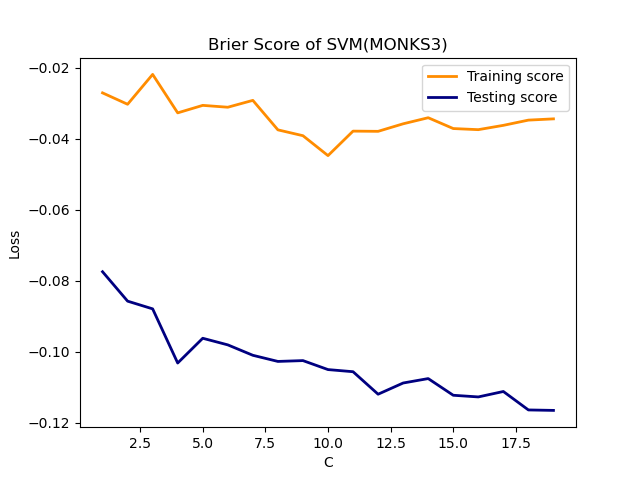 Brier Score of SVM(MONKS3)
Training score
Testing score
Loss
−0.02
−0.04
−0.06
−0.08
−0.10
−0.12
2.5 5.0 7.5 10.0 12.5 15.0 17.5
C